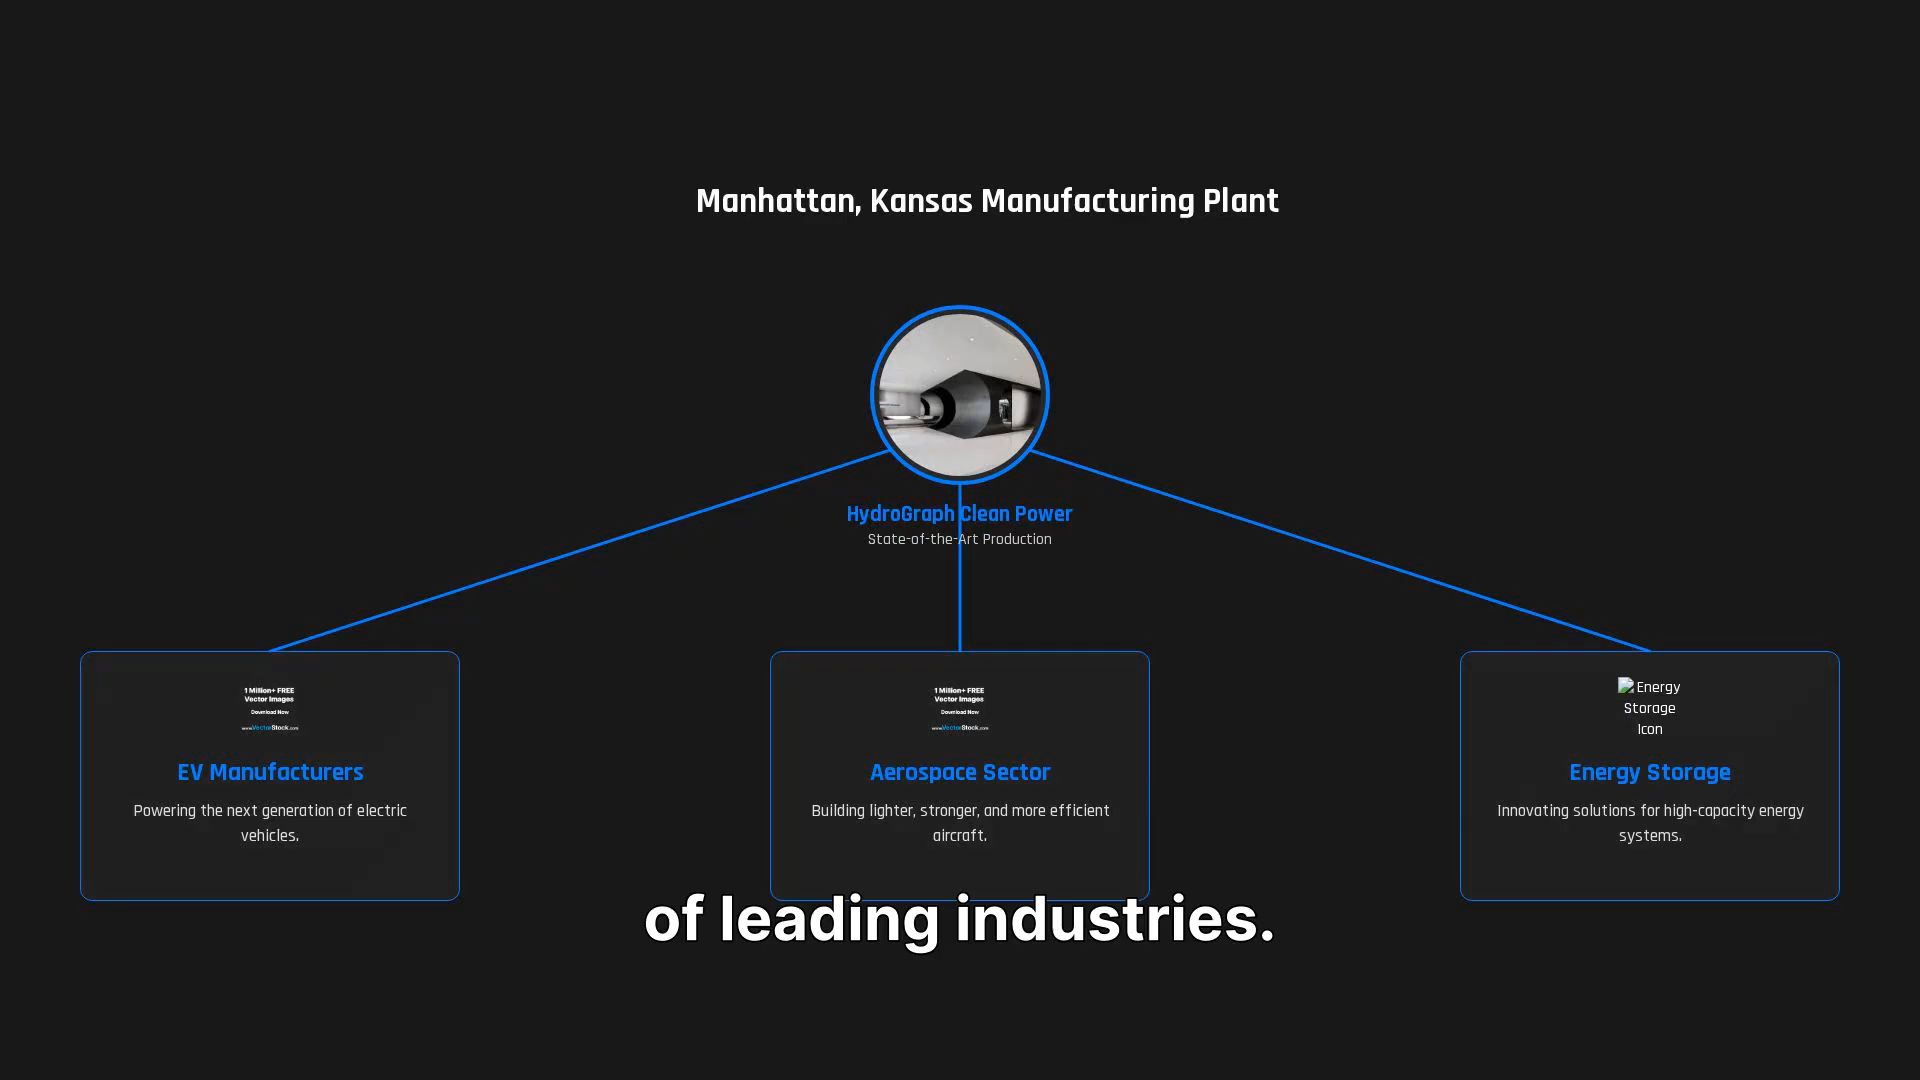 Manhattan, Kansas Manufacturing Plant
HydroGraph Clean Power
State-of-the-Art Production
1 Million+ FREE
Vector Images
Download Now
www.VectorStock.com
EV Manufacturers
Powering the next generation of electric
vehicles.
1 Million+ FREE
Vector Images
Download Now
www.VectorStock.com
Aerospace Sector
Building lighter, stronger, and more efficient
aircraft.
Energy
Storage
Icon
Energy Storage
Innovating solutions for high-capacity energy
systems.
of leading industries.